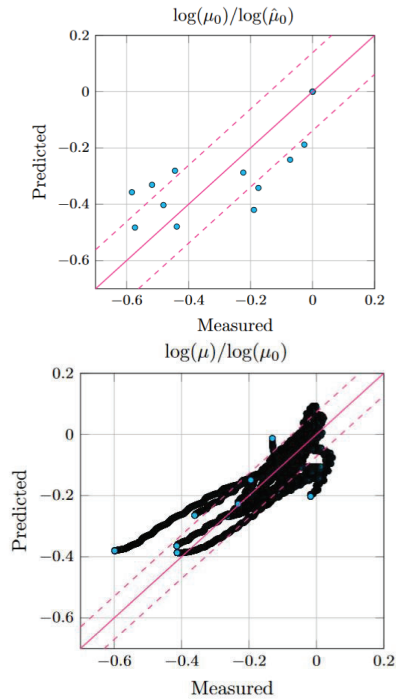 log(μ₀)/log(μ̂₀)
0.2
0
−0.2
−0.4
−0.6
Predicted
−0.6 −0.4 −0.2 0 0.2
Measured
log(μ)/log(μ₀)
0.2
0
−0.2
−0.4
−0.6
Predicted
−0.6 −0.4 −0.2 0 0.2
Measured